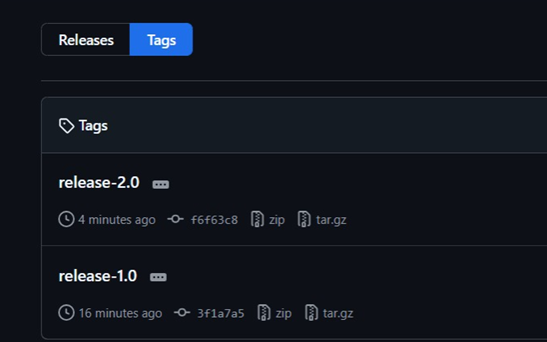 Releases Tags
Tags
release-2.0
4 minutes ago f6f63c8 zip tar.gz
release-1.0
16 minutes ago 3f1a7a5 zip tar.gz